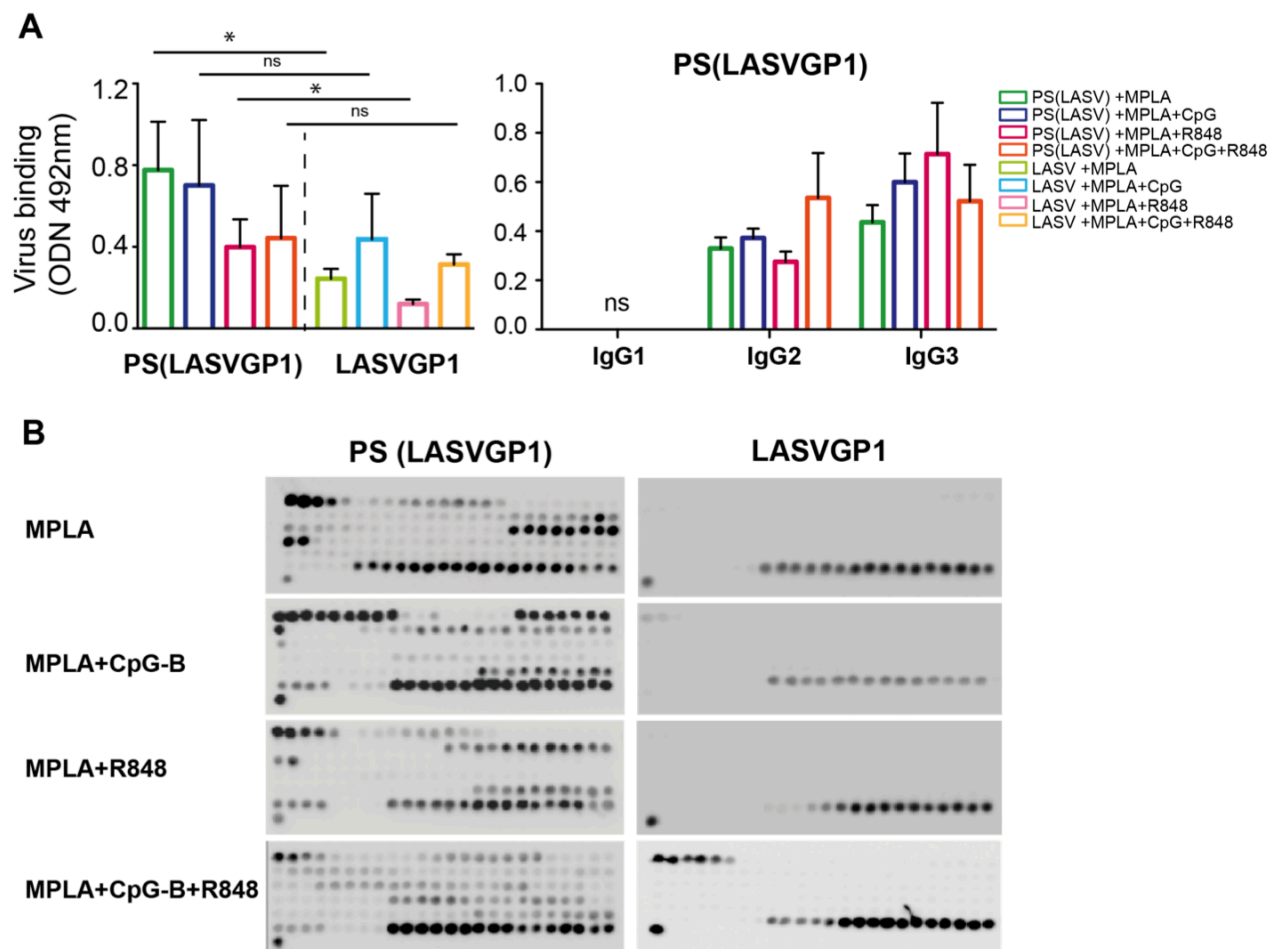 A
*
ns
*
ns
Virus binding
(ODN 492nm)
1.2
0.8
0.4
0.0
PS(LASVGP1) LASVGP1
PS(LASVGP1)
1.0
0.8
0.6
0.4
0.2
0.0
ns
IgG1 IgG2 IgG3
PS(LASV) +MPLA
PS(LASV) +MPLA+CpG
PS(LASV) +MPLA+R848
PS(LASV) +MPLA+CpG+R848
LASV +MPLA
LASV +MPLA+CpG
LASV +MPLA+R848
LASV +MPLA+CpG+R848
B
PS (LASVGP1) LASVGP1
MPLA
MPLA+CpG-B
MPLA+R848
MPLA+CpG-B+R848